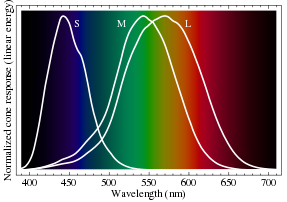 Normalized cone response (linear energy)
S M L
400 450 500 550 600 650 700
Wavelength (nm)